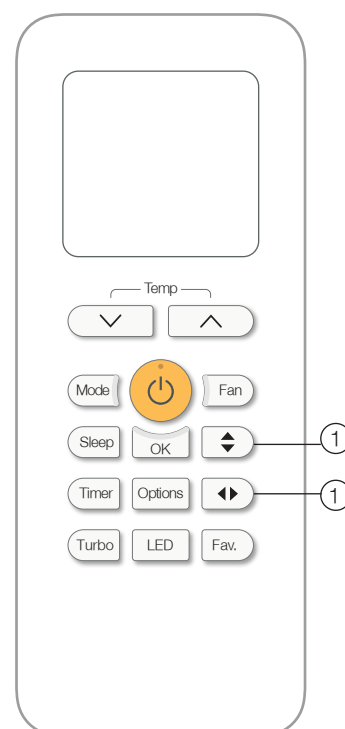 Temp
Mode Fan
Sleep OK 1
Timer Options 1
Turbo LED Fav.